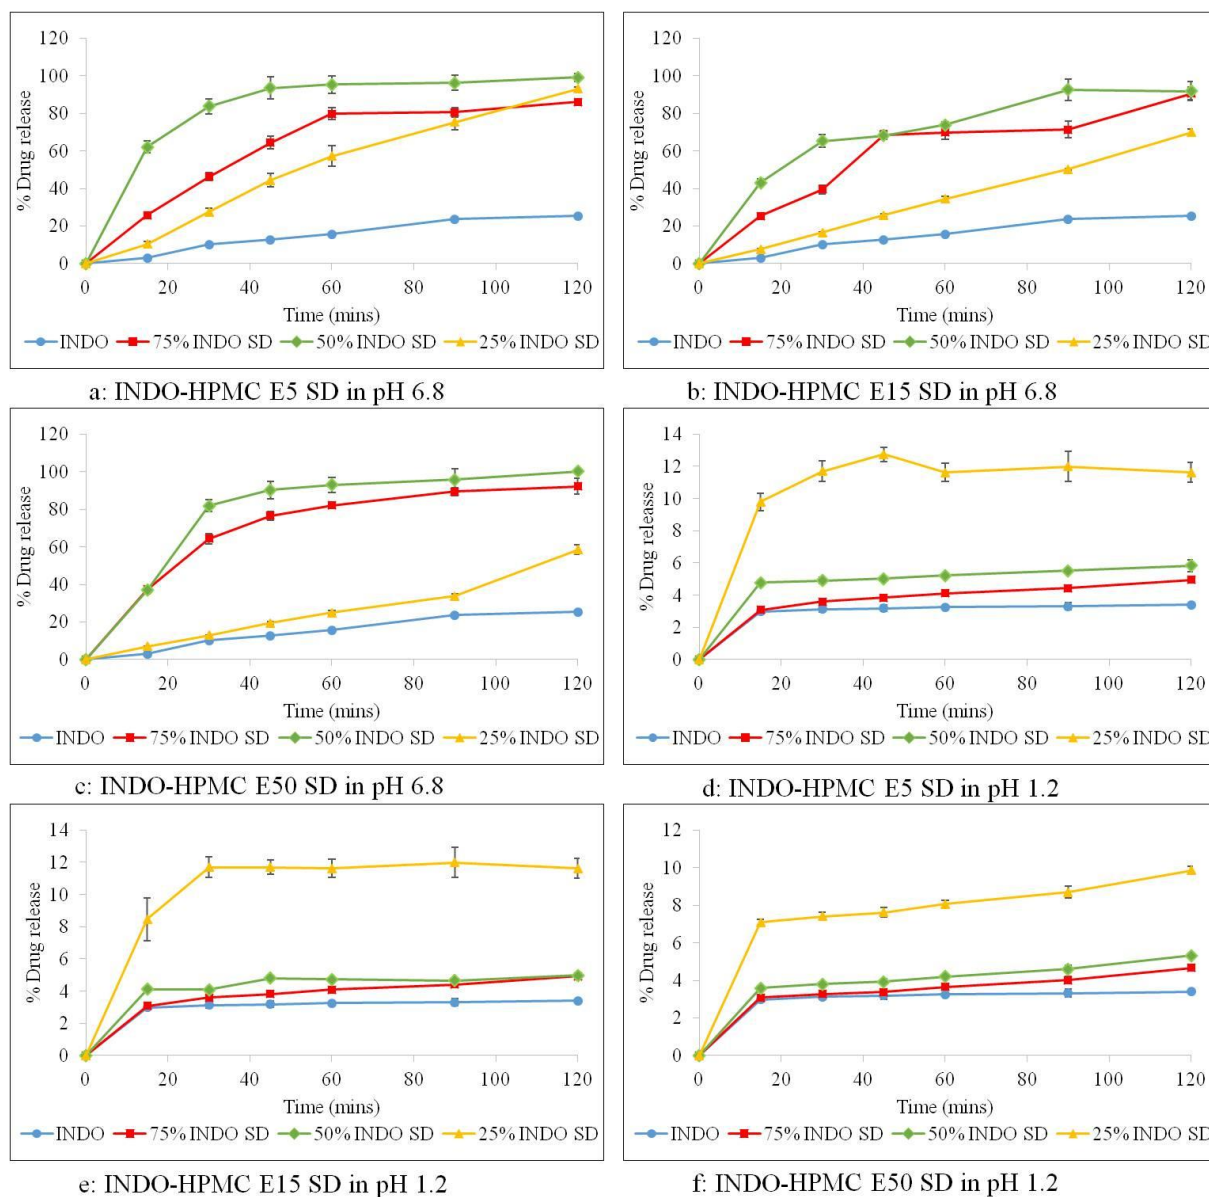 120
100
80
60
40
20
0
% Drug release
0 20 40 60 80 100 120
Time (mins)
INDO 75% INDO SD 50% INDO SD 25% INDO SD
a: INDO-HPMC E5 SD in pH 6.8
120
100
80
60
40
20
0
% Drug release
0 20 40 60 80 100 120
Time (mins)
INDO 75% INDO SD 50% INDO SD 25% INDO SD
b: INDO-HPMC E15 SD in pH 6.8
120
100
80
60
40
20
0
% Drug release
0 20 40 60 80 100 120
Time (mins)
INDO 75% INDO SD 50% INDO SD 25% INDO SD
c: INDO-HPMC E50 SD in pH 6.8
14
12
10
8
6
4
2
0
% Drug releasse
0 20 40 60 80 100 120
Time (mins)
INDO 75% INDO SD 50% INDO SD 25% INDO SD
d: INDO-HPMC E5 SD in pH 1.2
14
12
10
8
6
4
2
0
% Drug release
0 20 40 60 80 100 120
Time (mins)
INDO 75% INDO SD 50% INDO SD 25% INDO SD
e: INDO-HPMC E15 SD in pH 1.2
12
10
8
6
4
2
0
% Drug release
0 20 40 60 80 100 120
Time (mins)
INDO 75% INDO SD 50% INDO SD 25% INDO SD
f: INDO-HPMC E50 SD in pH 1.2